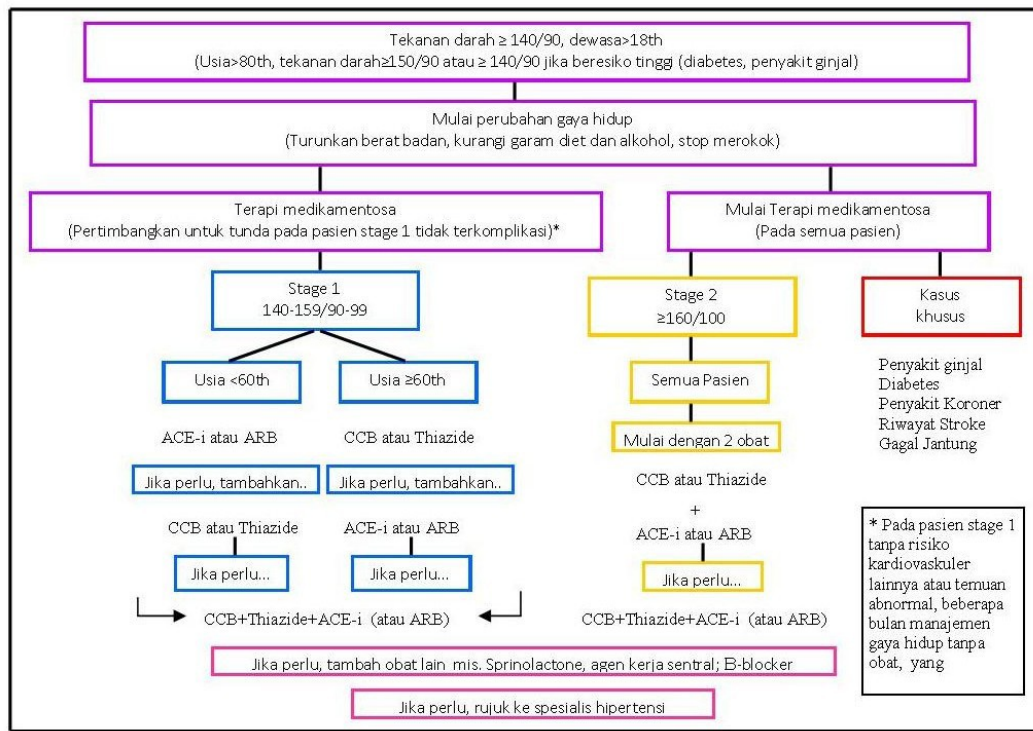 Tekanan darah ≥ 140/90, dewasa>18th
(Usia>80th, tekanan darah≥150/90 atau ≥ 140/90 jika beresiko tinggi (diabetes, penyakit ginjal)
Mulai perubahan gaya hidup
(Turunkan berat badan, kurangi garam diet dan alkohol, stop merokok)
Terapi medikamentosa
(Pertimbangkan untuk tunda pada pasien stage 1 tidak terkomplikasi)*
Mulai Terapi medikamentosa
(Pada semua pasien)
Stage 1
140-159/90-99
Usia <60th
ACE-i atau ARB
Jika perlu, tambahkan..
CCB atau Thiazide
Jika perlu...
Usia ≥60th
CCB atau Thiazide
Jika perlu, tambahkan..
ACE-i atau ARB
Jika perlu...
CCB+Thiazide+ACE-i (atau ARB)
Stage 2
≥160/100
Semua Pasien
Mulai dengan 2 obat
CCB atau Thiazide
+
ACE-i atau ARB
Jika perlu...
CCB+Thiazide+ACE-i (atau ARB)
Kasus
khusus
Penyakit ginjal
Diabetes
Penyakit Koroner
Riwayat Stroke
Gagal Jantung
* Pada pasien stage 1
tanpa risiko
kardiovaskuler
lainnya atau temuan
abnormal, beberapa
bulan manajemen
gaya hidup tanpa
obat, yang
Jika perlu, tambah obat lain mis. Sprinolactone, agen kerja sentral; B-blocker
Jika perlu, rujuk ke spesialis hipertensi